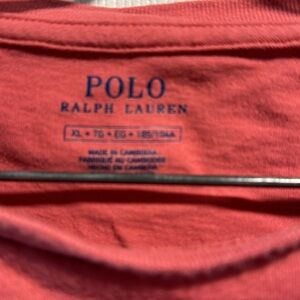 POLO
RALPH LAUREN
XL • TG • EG • 185/104A
MADE IN CAMBODIA
FABRIQUÉ AU CAMBODGE
HECHO EN CAMBOYA